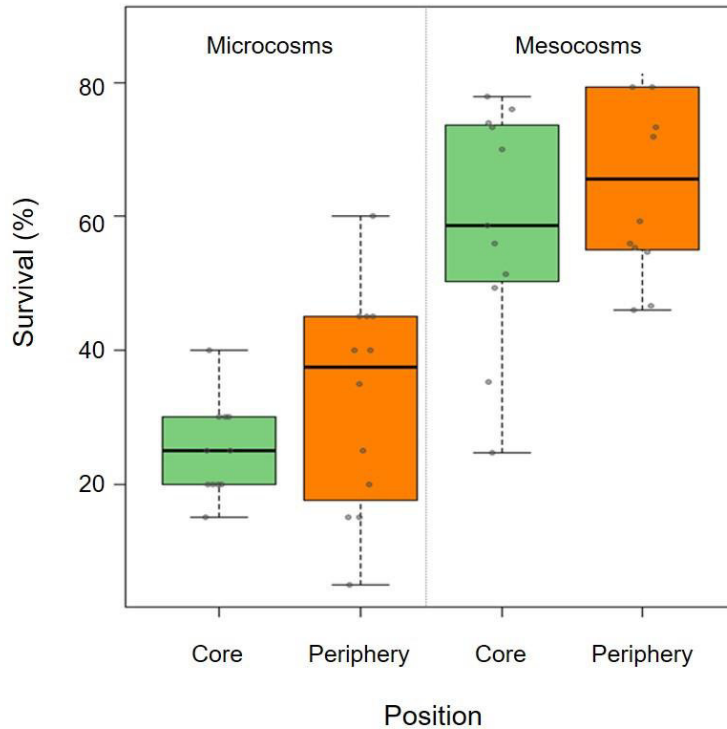 Microcosms
Mesocosms
80
60
40
20
Survival (%)
Core
Periphery
Core
Periphery
Position